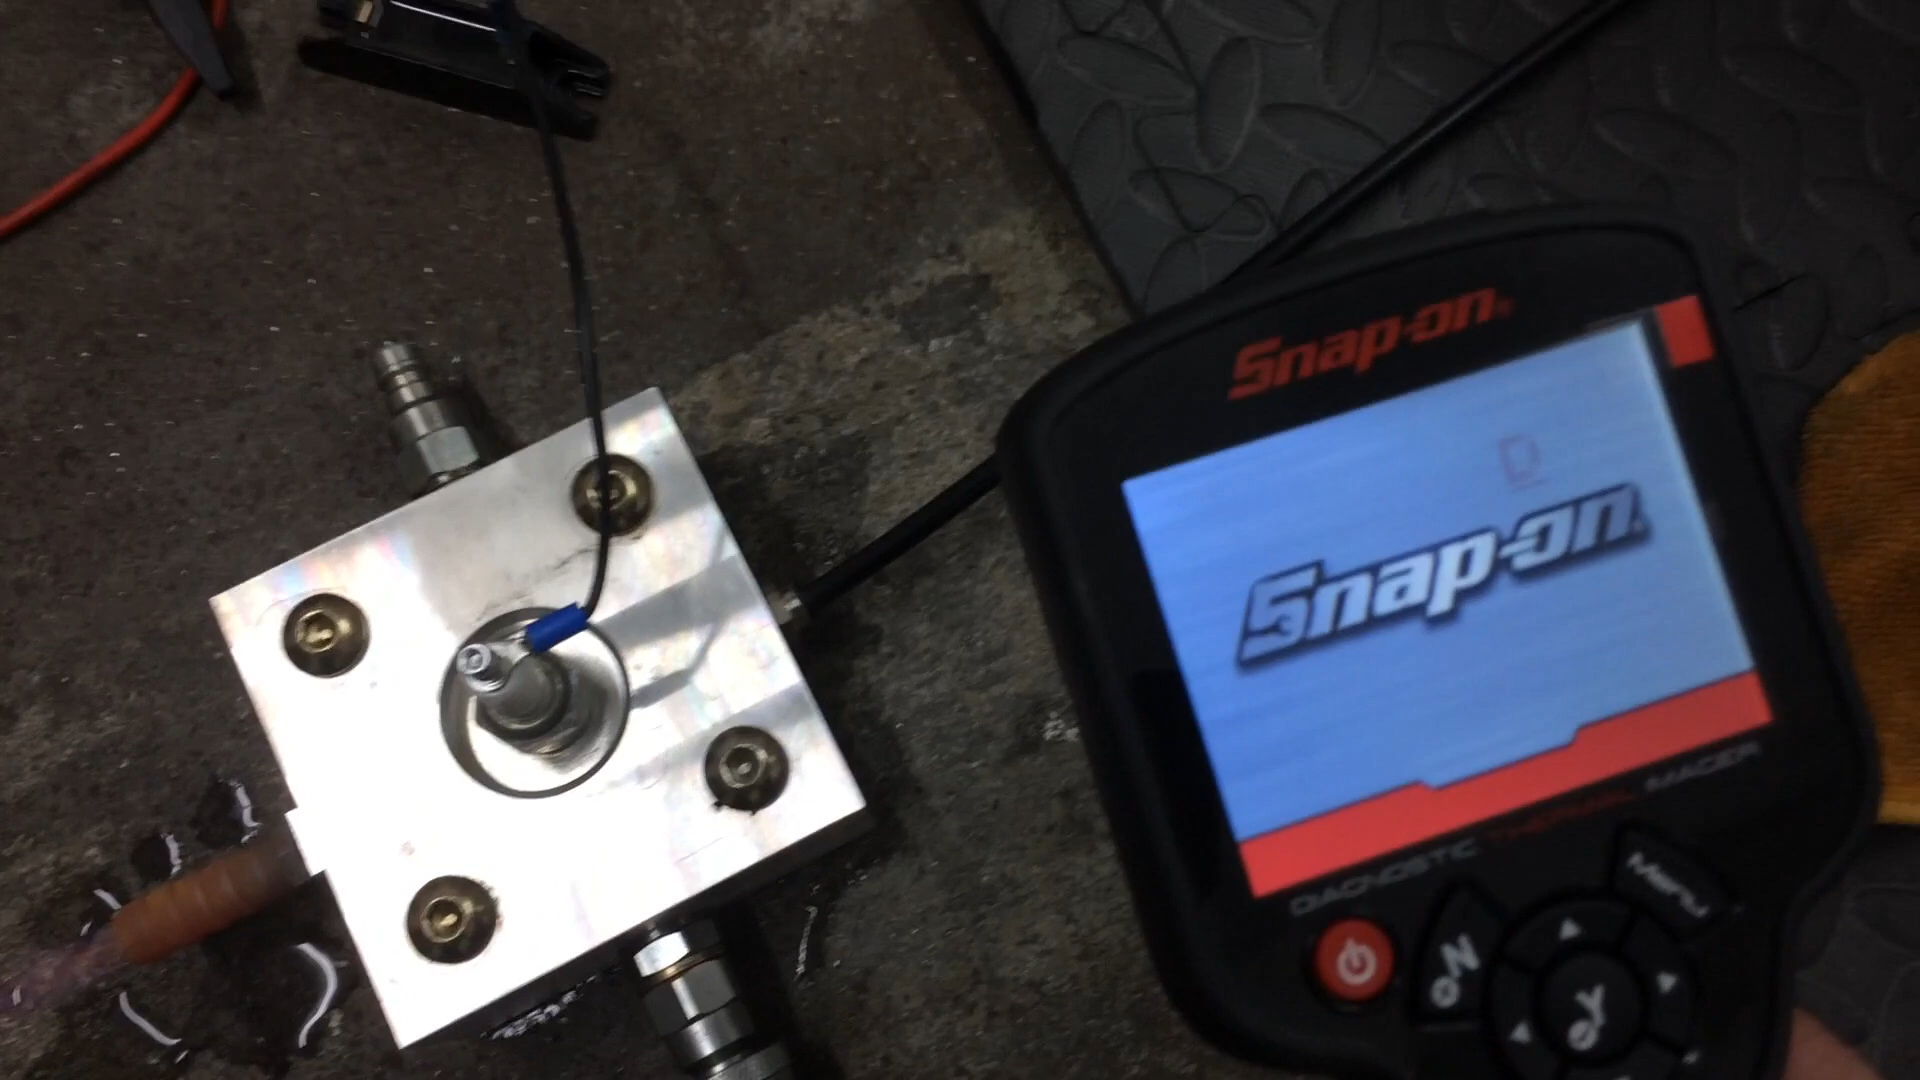 Snap-on
Snap-on
DIAGNOSTIC THERMAL IMAGER
Menu
N
Y